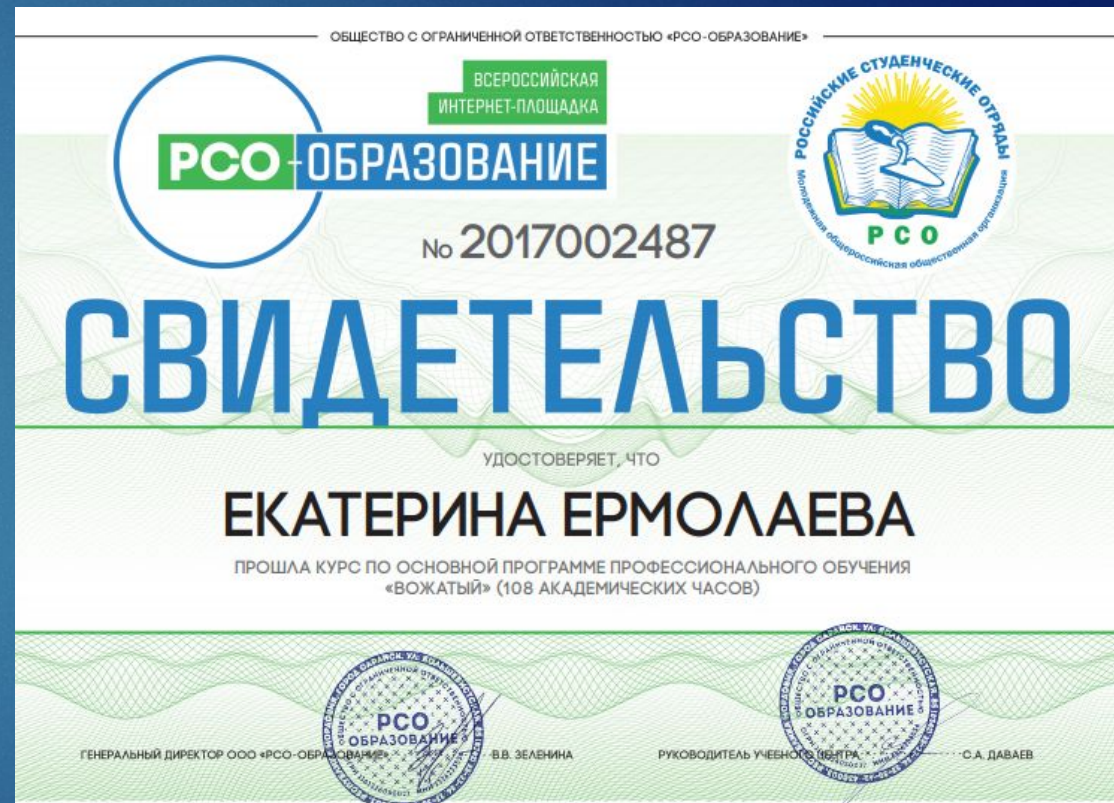 ОБЩЕСТВО С ОГРАНИЧЕННОЙ ОТВЕТСТВЕННОСТЬЮ «РСО-ОБРАЗОВАНИЕ»
ВСЕРОССИЙСКАЯ
ИНТЕРНЕТ-ПЛОЩАДКА
РСО-ОБРАЗОВАНИЕ
РОССИЙСКИЕ СТУДЕНЧЕСКИЕ ОТРЯДЫ
Молодежная общероссийская общественная организация
РСО
№ 2017002487
СВИДЕТЕЛЬСТВО
УДОСТОВЕРЯЕТ, ЧТО
ЕКАТЕРИНА ЕРМОЛАЕВА
ПРОШЛА КУРС ПО ОСНОВНОЙ ПРОГРАММЕ ПРОФЕССИОНАЛЬНОГО ОБУЧЕНИЯ
«ВОЖАТЫЙ» (108 АКАДЕМИЧЕСКИХ ЧАСОВ)
РСО
ОБРАЗОВАНИЕ
РСО
ОБРАЗОВАНИЕ
ГЕНЕРАЛЬНЫЙ ДИРЕКТОР ООО «РСО-ОБРАЗОВАНИЕ» В.В. ЗЕЛЕНИНА
РУКОВОДИТЕЛЬ УЧЕБНОГО ЦЕНТРА С.А. ДАВАЕВ